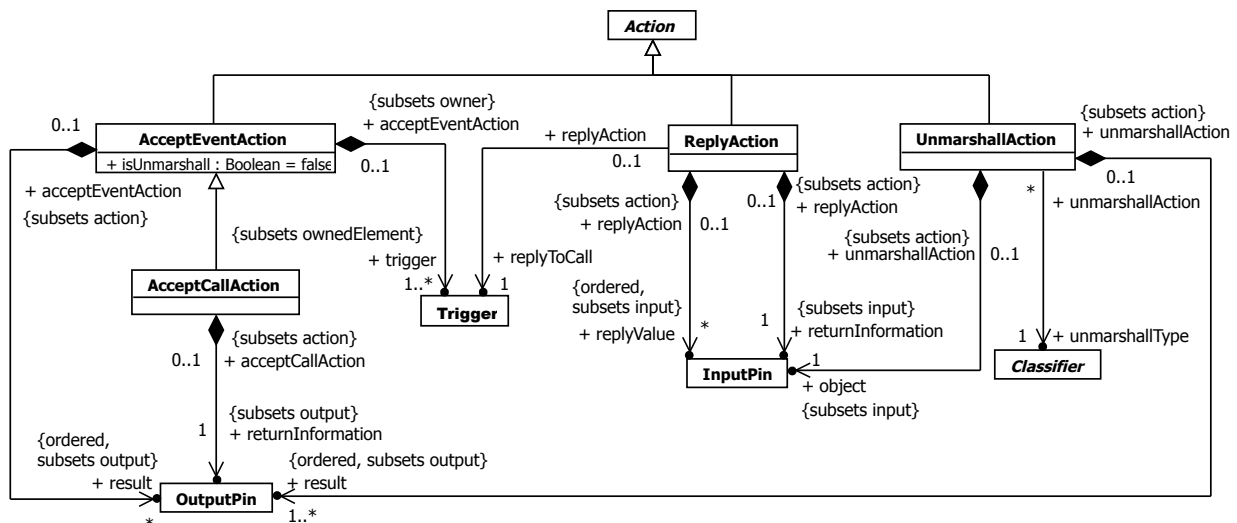 Action
{subsets owner}
+ acceptEventAction
0..1
AcceptEventAction
+ isUnmarshall : Boolean = false
0..1
+ acceptEventAction
{subsets action}
+ replyAction
0..1
ReplyAction
UnmarshallAction
{subsets action}
+ unmarshallAction
0..1
{subsets action}
+ replyAction
0..1
0..1
{subsets action}
+ replyAction
*
+ unmarshallAction
{subsets action}
+ unmarshallAction
0..1
{subsets ownedElement}
+ trigger
1..*
+ replyToCall
1
Trigger
AcceptCallAction
{subsets action}
+ acceptCallAction
0..1
{ordered,
subsets input}
+ replyValue
*
{subsets input}
+ returnInformation
1
InputPin
1
+ object
{subsets input}
1
+ unmarshallType
Classifier
{subsets output}
+ returnInformation
1
{ordered,
subsets output}
+ result
*
OutputPin
{ordered, subsets output}
+ result
1..*